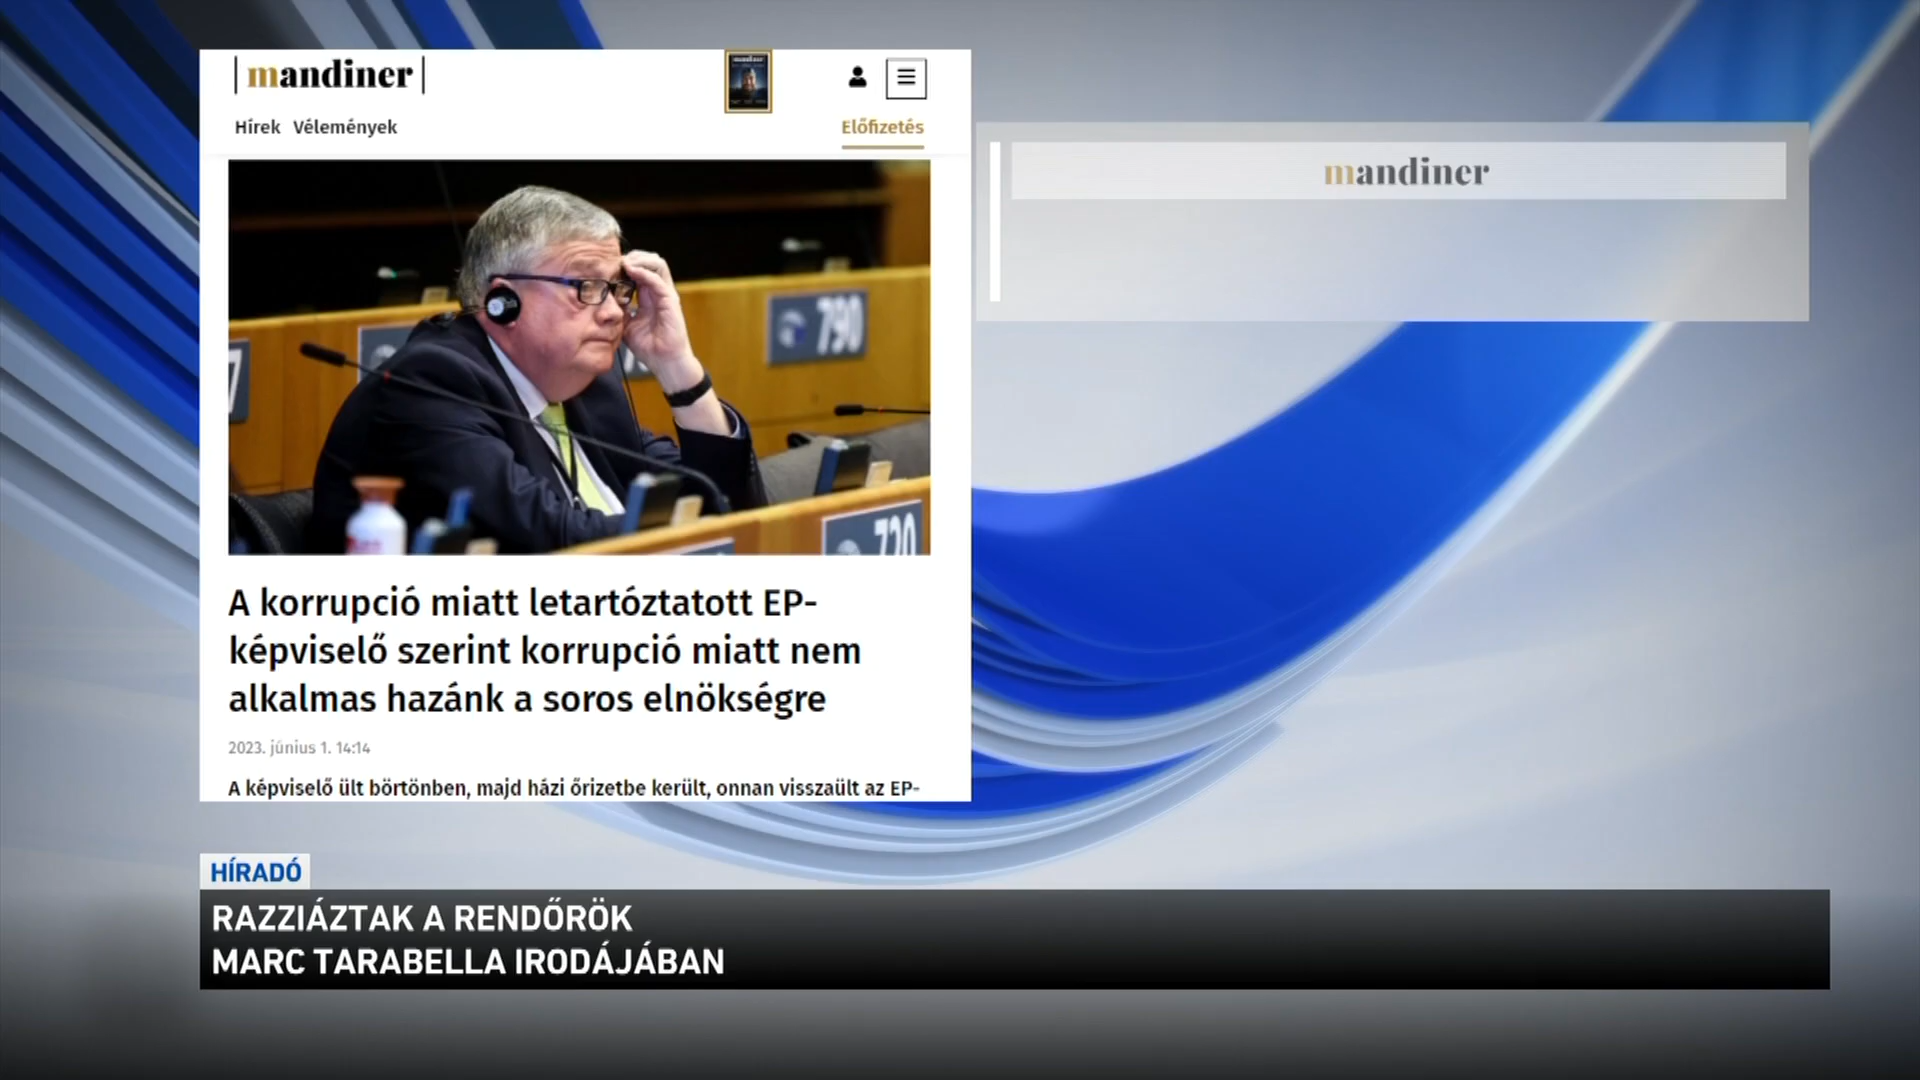 mandiner
Hírek Vélemények
Előfizetés
790
720
A korrupció miatt letartóztatott EP-
képviselő szerint korrupció miatt nem
alkalmas hazánk a soros elnökségre
2023. június 1. 14:14
A képviselő ült börtönben, majd házi őrizetbe került, onnan visszaült az EP-
mandiner
HÍRADÓ
RAZZIÁZTAK A RENDŐRÖK
MARC TARABELLA IRODÁJÁBAN